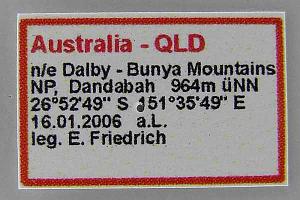 Australia - QLD
n/e Dalby - Bunya Mountains
NP, Dandabah 964m üNN
26°52'49" S 151°35'49" E
16.01.2006 a.L.
leg. E. Friedrich